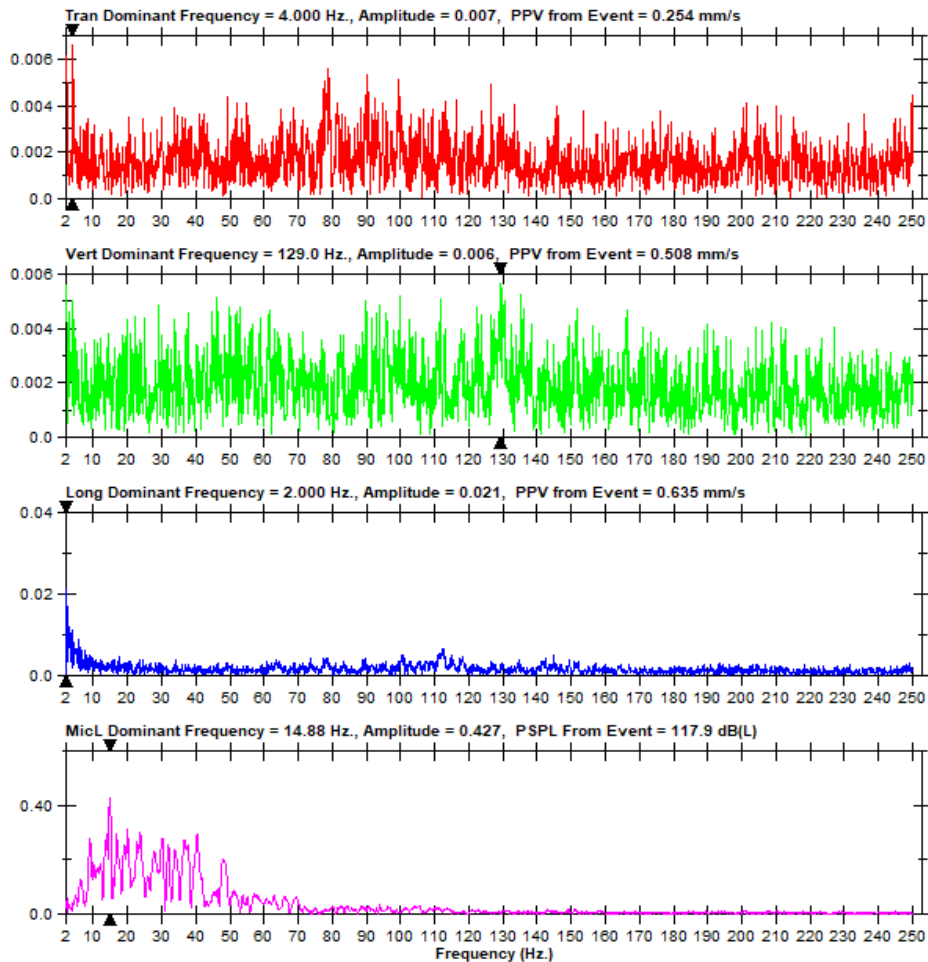 Tran Dominant Frequency = 4.000 Hz., Amplitude = 0.007, PPV from Event = 0.254 mm/s
0.006
0.004
0.002
0.0
2 10 20 30 40 50 60 70 80 90 100 110 120 130 140 150 160 170 180 190 200 210 220 230 240 250
Vert Dominant Frequency = 129.0 Hz., Amplitude = 0.006, PPV from Event = 0.508 mm/s
0.006
0.004
0.002
0.0
2 10 20 30 40 50 60 70 80 90 100 110 120 130 140 150 160 170 180 190 200 210 220 230 240 250
Long Dominant Frequency = 2.000 Hz., Amplitude = 0.021, PPV from Event = 0.635 mm/s
0.04
0.02
0.0
2 10 20 30 40 50 60 70 80 90 100 110 120 130 140 150 160 170 180 190 200 210 220 230 240 250
MicL Dominant Frequency = 14.88 Hz., Amplitude = 0.427, PSPL From Event = 117.9 dB(L)
0.40
0.0
2 10 20 30 40 50 60 70 80 90 100 110 120 130 140 150 160 170 180 190 200 210 220 230 240 250
Frequency (Hz.)